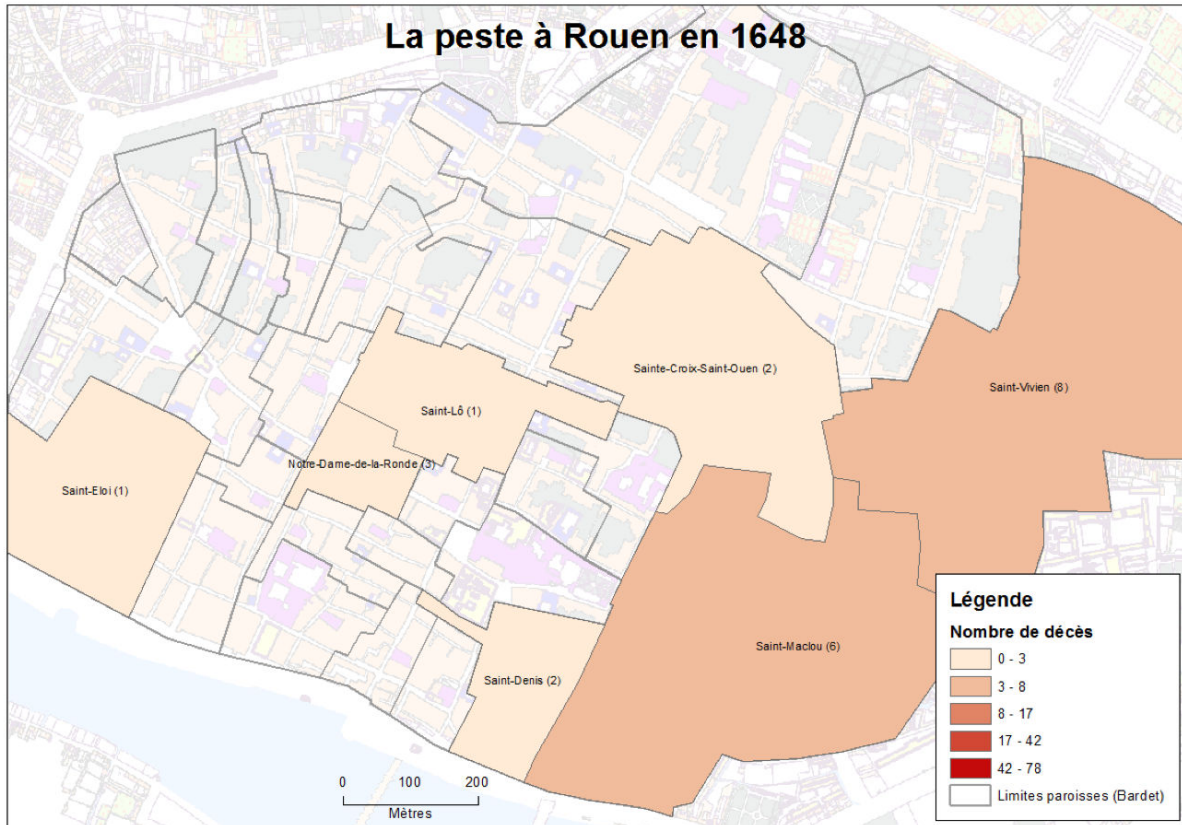 La peste à Rouen en 1648
Sainte-Croix-Saint-Ouen (2)
Saint-Vivien (8)
Saint-Lô (1)
Notre-Dame-de-la-Ronde (3)
Saint-Eloi (1)
Saint-Maclou (6)
Saint-Denis (2)
0 100 200
Mètres
Légende
Nombre de décès
0 - 3
3 - 8
8 - 17
17 - 42
42 - 78
Limites paroisses (Bardet)